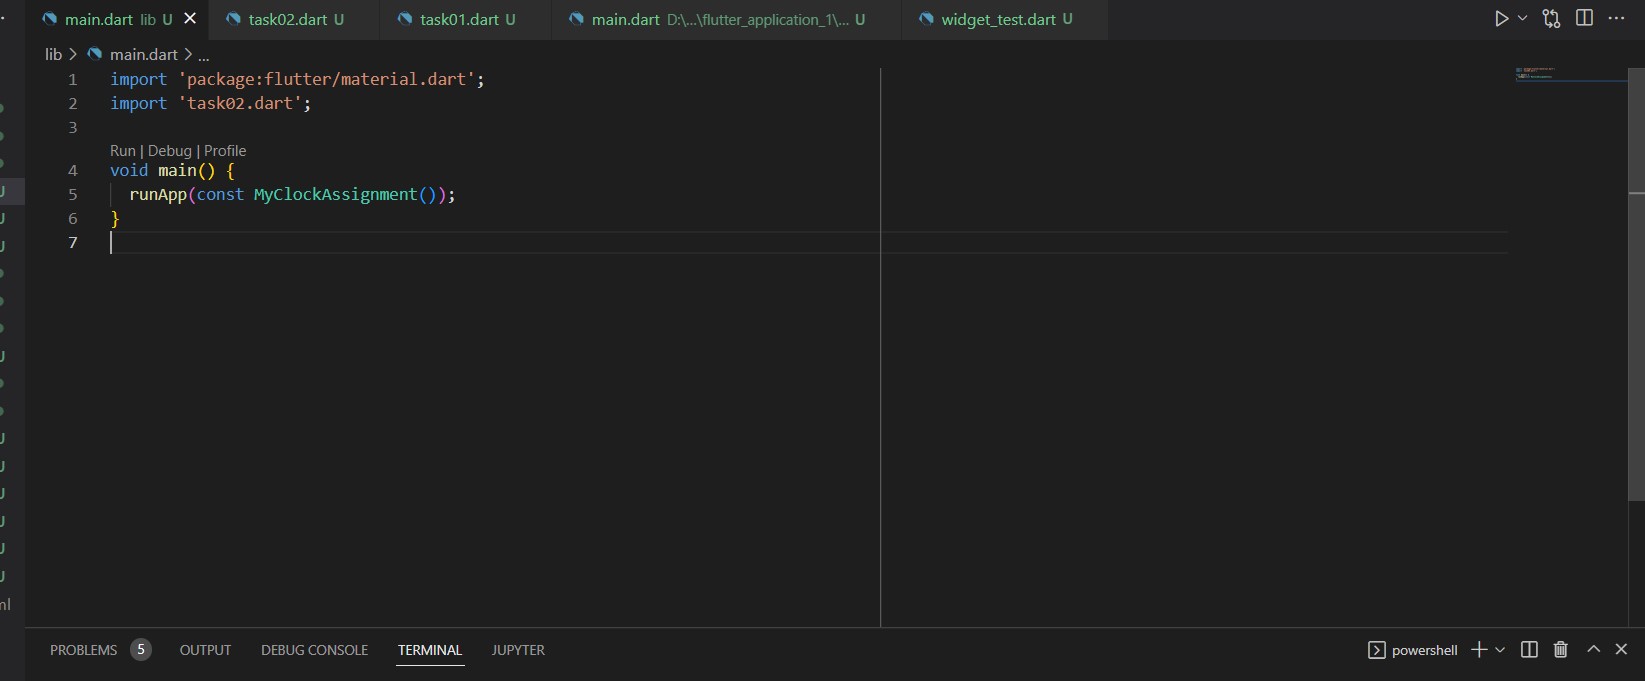 main.dart lib U task02.dart U task01.dart U main.dart D:\...\flutter_application_1\... U widget_test.dart U
lib > main.dart > ...
1 import 'package:flutter/material.dart';
2 import 'task02.dart';
3
Run | Debug | Profile
4 void main() {
5 runApp(const MyClockAssignment());
6 }
7
U
U
U
U
U
U
U
U
U
U
ml
PROBLEMS 5 OUTPUT DEBUG CONSOLE TERMINAL JUPYTER powershell